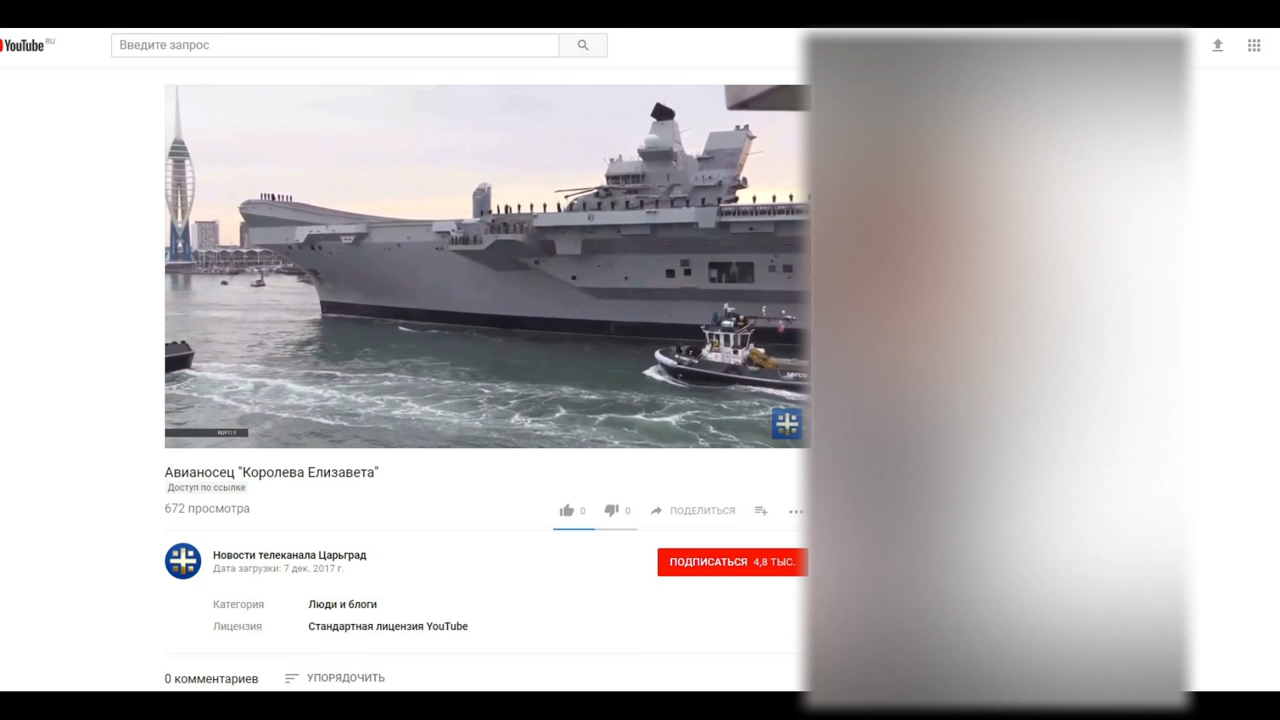 YouTube RU
Введите запрос
RUPTLY
Авианосец "Королева Елизавета"
Доступ по ссылке
672 просмотра
0 0 ПОДЕЛИТЬСЯ
Новости телеканала Царьград
Дата загрузки: 7 дек. 2017 г.
ПОДПИСАТЬСЯ 4,8 ТЫС.
Категория Люди и блоги
Лицензия Стандартная лицензия YouTube
0 комментариев УПОРЯДОЧИТЬ